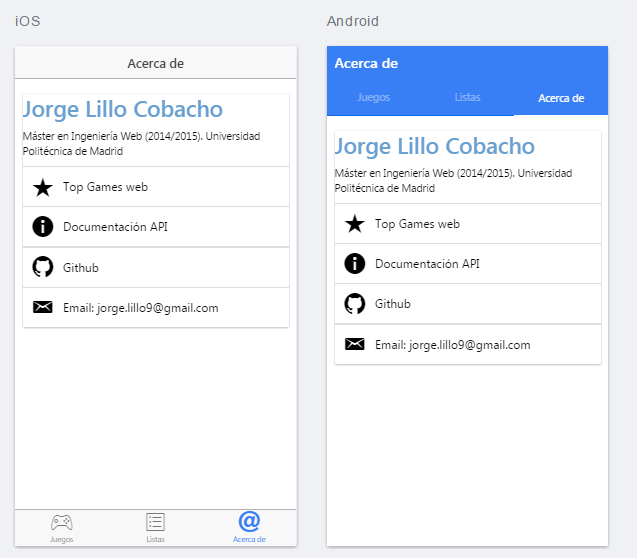 iOS
Acerca de
Jorge Lillo Cobacho
Máster en Ingeniería Web (2014/2015). Universidad
Politécnica de Madrid
Top Games web
Documentación API
Github
Email: jorge.lillo9@gmail.com
Juegos
Listas
Acerca de
Android
Acerca de
Juegos
Listas
Acerca de
Jorge Lillo Cobacho
Máster en Ingeniería Web (2014/2015). Universidad
Politécnica de Madrid
Top Games web
Documentación API
Github
Email: jorge.lillo9@gmail.com